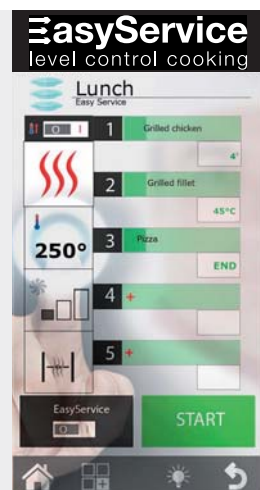 EasyService
level control cooking
Lunch
Easy Service
O I
1
Grilled chicken
4'
2
Grilled fillet
45°C
250°
3
Pizza
END
4 +
5 +
EasyService
O I
START